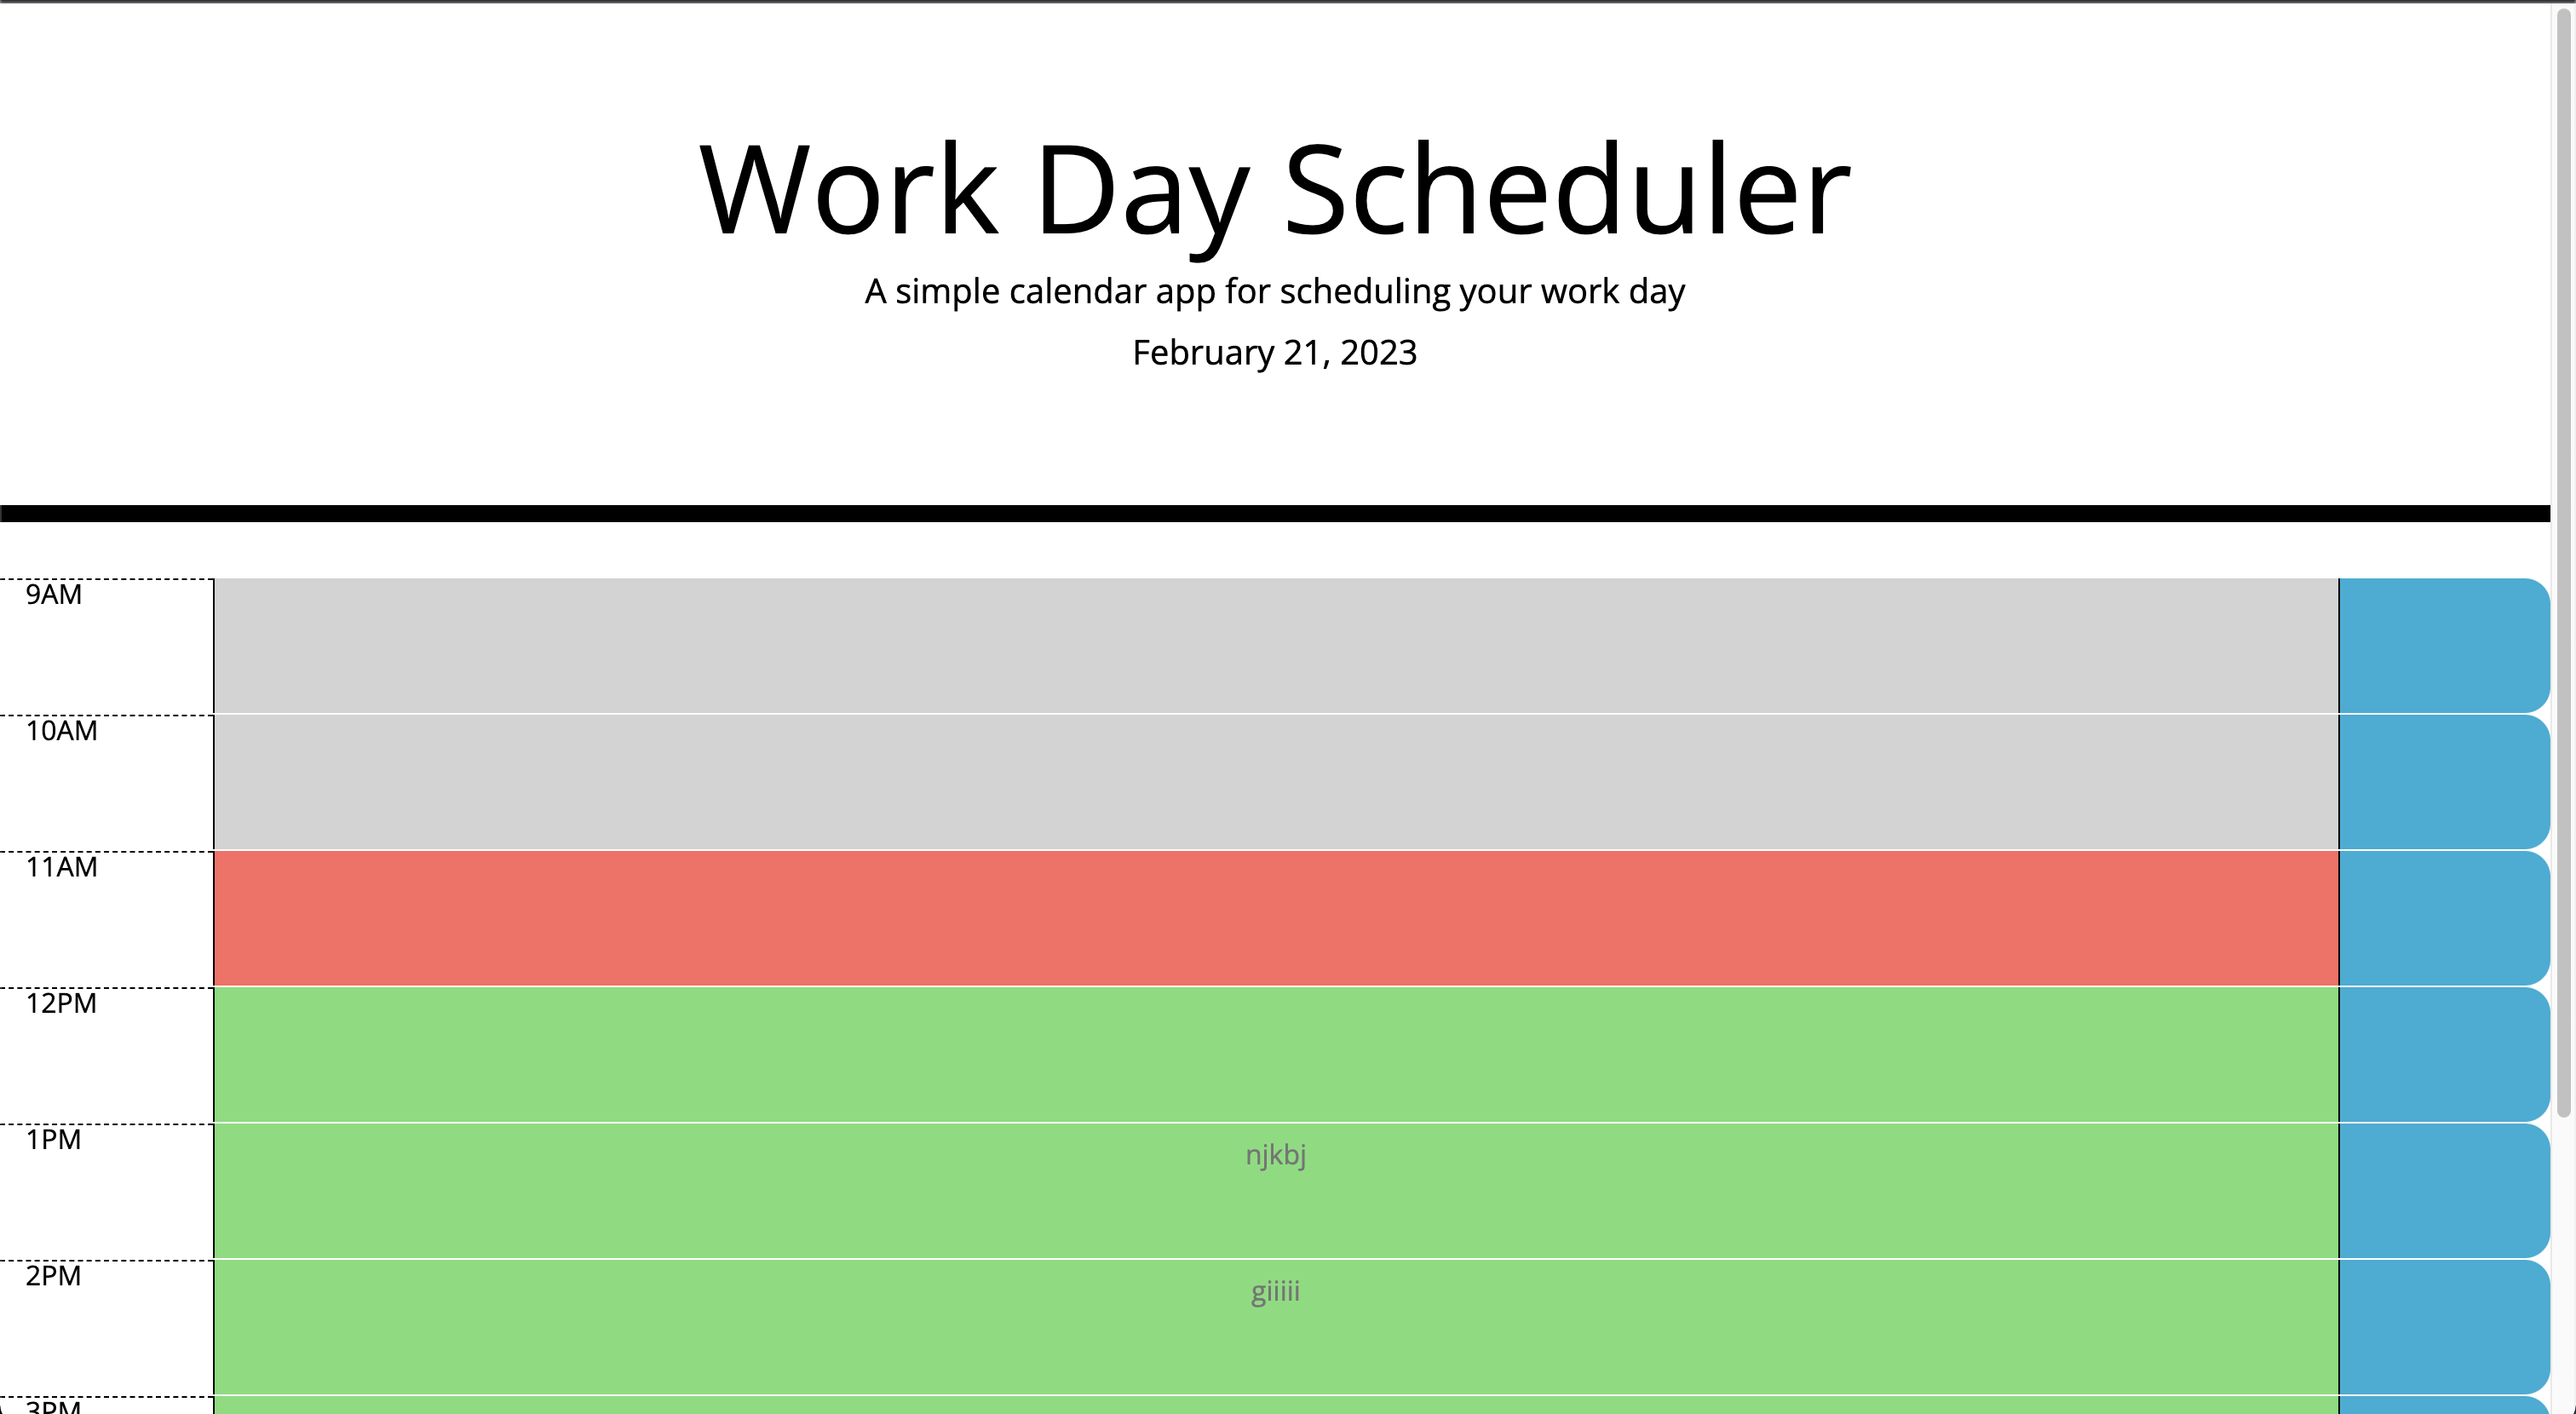 Work Day Scheduler
A simple calendar app for scheduling your work day
February 21, 2023
9AM
10AM
11AM
12PM
1PM
njkbj
2PM
giiiii
3PM